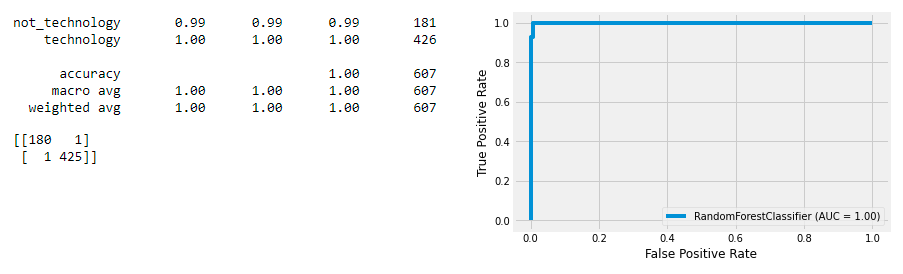 not_technology 0.99 0.99 0.99 181
technology 1.00 1.00 1.00 426
accuracy 1.00 607
macro avg 1.00 1.00 1.00 607
weighted avg 1.00 1.00 1.00 607
[[180 1]
[ 1 425]]
1.0
0.8
0.6
0.4
0.2
0.0
True Positive Rate
RandomForestClassifier (AUC = 1.00)
0.0 0.2 0.4 0.6 0.8 1.0
False Positive Rate